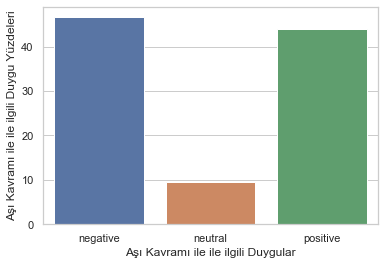 Aşı Kavramı ile ile ilgili Duygu Yüzdeleri
40
30
20
10
0
negative neutral positive
Aşı Kavramı ile ile ilgili Duygular